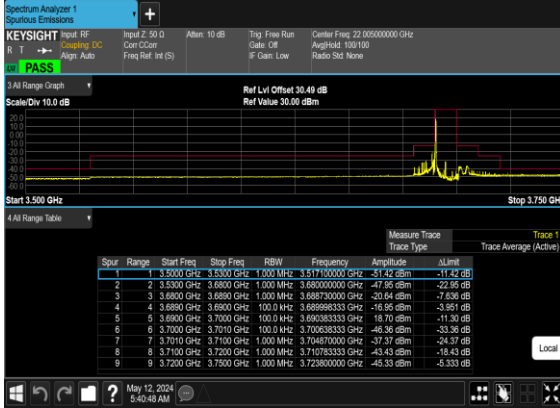 Spectrum Analyzer 1
Spurious Emissions
+
KEYSIGHT Input: RF Input Z: 50 Ω Atten: 10 dB Trig: Free Run Center Freq: 22.005000000 GHz
R T Coupling: DC Corr CCorr Gate: Off Avg|Hold: 100/100
Align: Auto Freq Ref: Int (S) IF Gain: Low Radio Std: None
PASS
3 All Range Graph
Ref Lvl Offset 30.49 dB
Scale/Div 10.0 dB Ref Value 30.00 dBm
20.0
10.0
0.00
-10.0
-20.0
-30.0
-40.0
-50.0
-60.0
Start 3.500 GHz Stop 3.750 GH
4 All Range Table
Measure Trace Trace 1
Trace Type Trace Average (Active)
Spur Range Start Freq Stop Freq RBW Frequency Amplitude ΔLimit
1 1 3.5000 GHz 3.5300 GHz 1.000 MHz 3.517100000 GHz -51.42 dBm -11.42 dB
2 2 3.5300 GHz 3.6800 GHz 1.000 MHz 3.680000000 GHz -47.95 dBm -22.95 dB
3 3 3.6800 GHz 3.6890 GHz 1.000 MHz 3.688730000 GHz -20.64 dBm -7.636 dB
4 4 3.6890 GHz 3.6900 GHz 100.0 kHz 3.689998333 GHz -16.95 dBm -3.951 dB
5 5 3.6900 GHz 3.7000 GHz 100.0 kHz 3.690383333 GHz 18.70 dBm -11.30 dB
6 6 3.7000 GHz 3.7010 GHz 100.0 kHz 3.700638333 GHz -46.36 dBm -33.36 dB
7 7 3.7010 GHz 3.7100 GHz 1.000 MHz 3.704870000 GHz -37.37 dBm -24.37 dB
8 8 3.7100 GHz 3.7200 GHz 1.000 MHz 3.710783333 GHz -43.43 dBm -18.43 dB
9 9 3.7200 GHz 3.7500 GHz 1.000 MHz 3.723800000 GHz -45.33 dBm -5.333 dB
Local
? May 12, 2024
5:40:48 AM